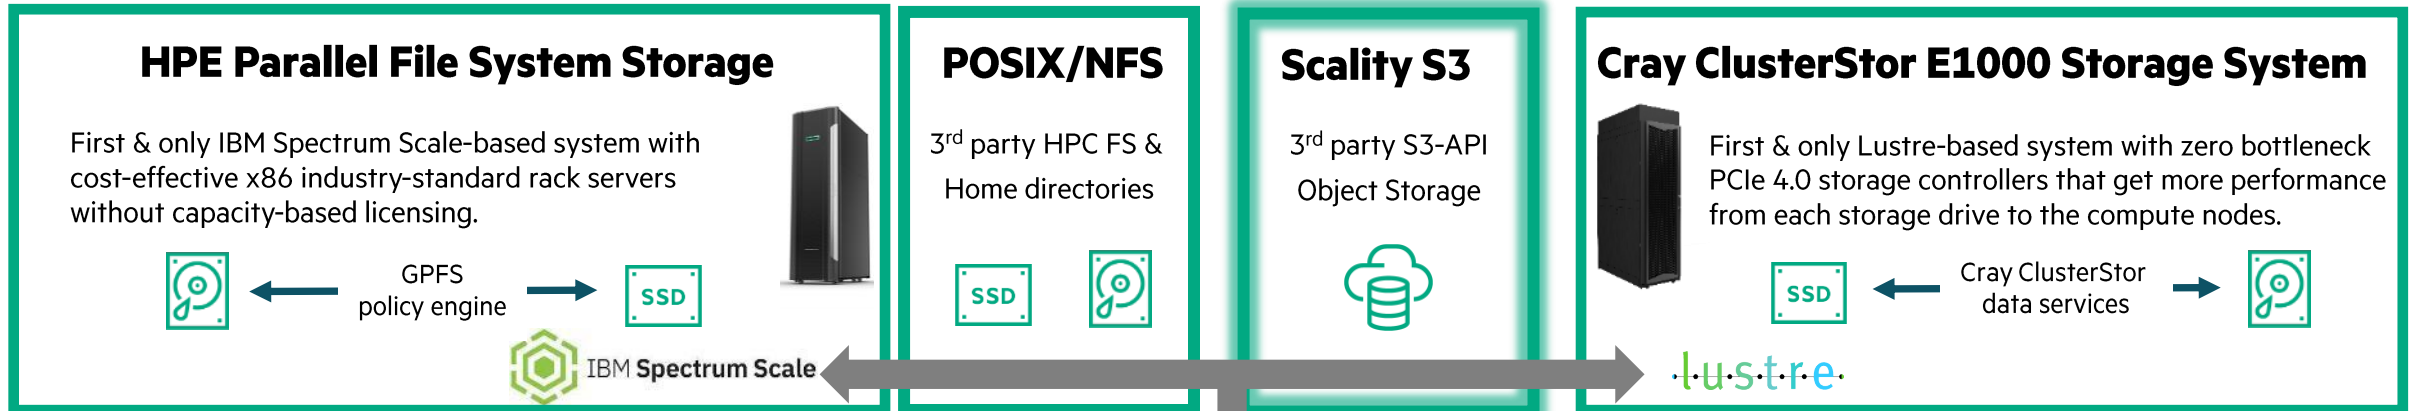 HPE Parallel File System Storage
First & only IBM Spectrum Scale-based system with
cost-effective x86 industry-standard rack servers
without capacity-based licensing.
GPFS
policy engine
SSD
IBM Spectrum Scale
POSIX/NFS
3rd party HPC FS &
Home directories
SSD
Scality S3
3rd party S3-API
Object Storage
Cray ClusterStor E1000 Storage System
First & only Lustre-based system with zero bottleneck
PCIe 4.0 storage controllers that get more performance
from each storage drive to the compute nodes.
SSD
Cray ClusterStor
data services
lustre